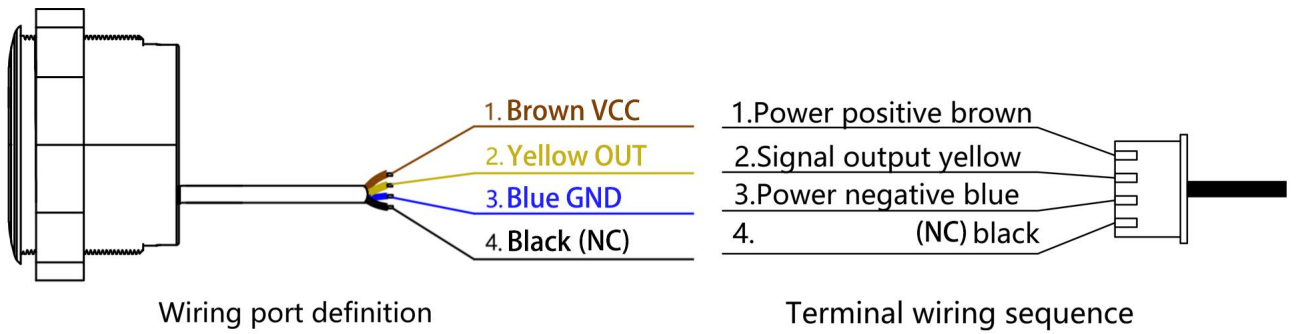 1. Brown VCC
2. Yellow OUT
3. Blue GND
4. Black (NC)
Wiring port definition
1.Power positive brown
2.Signal output yellow
3.Power negative blue
4. (NC) black
Terminal wiring sequence